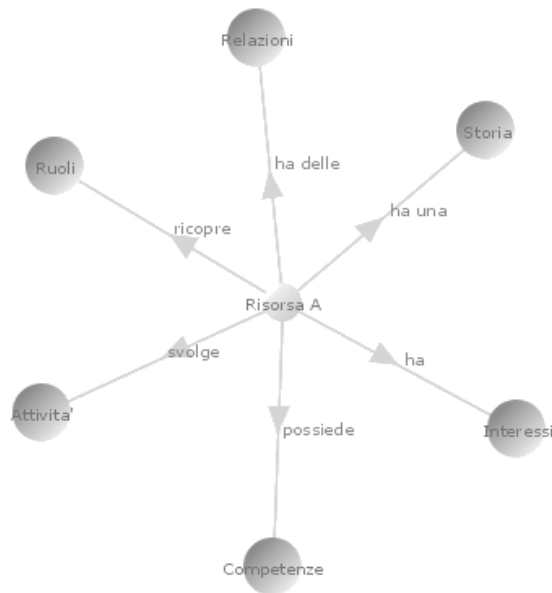 Relazioni
Storia
Ruoli
ha delle
ha una
ricopre
Risorsa A
svolge
ha
Attivita'
possiede
Interessi
Competenze